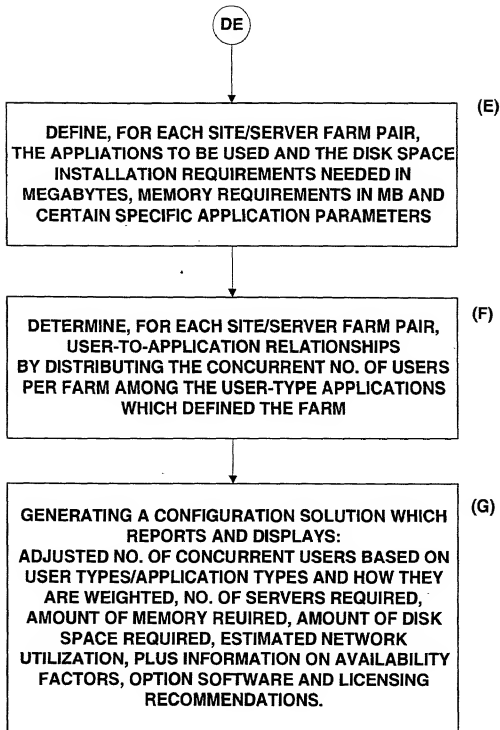 DE
(E)
DEFINE, FOR EACH SITE/SERVER FARM PAIR,
THE APPLIATIONS TO BE USED AND THE DISK SPACE
INSTALLATION REQUIREMENTS NEEDED IN
MEGABYTES, MEMORY REQUIREMENTS IN MB AND
CERTAIN SPECIFIC APPLICATION PARAMETERS
(F)
DETERMINE, FOR EACH SITE/SERVER FARM PAIR,
USER-TO-APPLICATION RELATIONSHIPS
BY DISTRIBUTING THE CONCURRENT NO. OF USERS
PER FARM AMONG THE USER-TYPE APPLICATIONS
WHICH DEFINED THE FARM
(G)
GENERATING A CONFIGURATION SOLUTION WHICH
REPORTS AND DISPLAYS:
ADJUSTED NO. OF CONCURRENT USERS BASED ON
USER TYPES/APPLICATION TYPES AND HOW THEY
ARE WEIGHTED, NO. OF SERVERS REQUIRED,
AMOUNT OF MEMORY REUIRED, AMOUNT OF DISK
SPACE REQUIRED, ESTIMATED NETWORK
UTILIZATION, PLUS INFORMATION ON AVAILABILITY
FACTORS, OPTION SOFTWARE AND LICENSING
RECOMMENDATIONS.